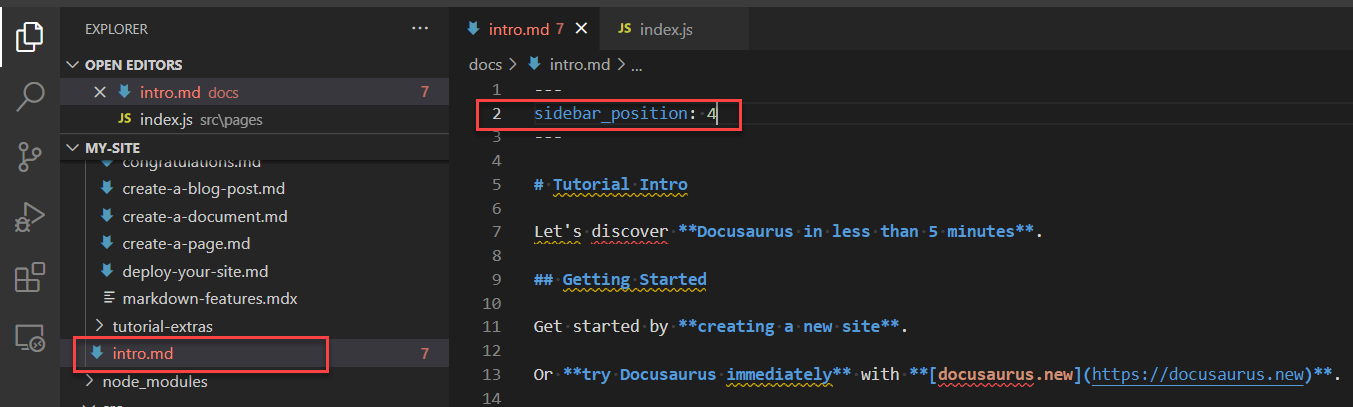 EXPLORER ...
OPEN EDITORS
intro.md docs 7
JS index.js src\pages
MY-SITE
congratulations.md
create-a-blog-post.md
create-a-document.md
create-a-page.md
deploy-your-site.md
markdown-features.mdx
tutorial-extras
intro.md 7
node_modules
intro.md 7
JS index.js
docs > intro.md > ...
1 ---
2 sidebar_position: 4
3 ---
4
5 # Tutorial Intro
6
7 Let's discover **Docusaurus in less than 5 minutes**.
8
9 ## Getting Started
10
11 Get started by **creating a new site**.
12
13 Or **try Docusaurus immediately** with **[docusaurus.new](https://docusaurus.new)**.
14